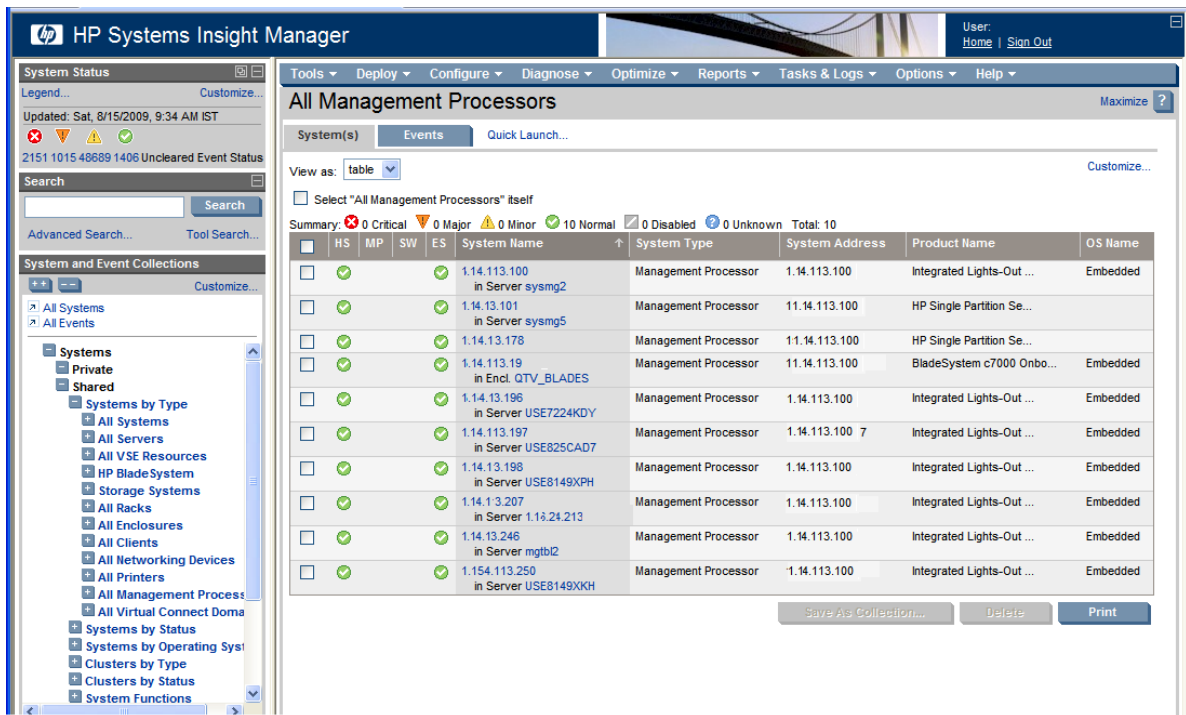 hp HP Systems Insight Manager
User:
Home | Sign Out
System Status
Legend... Customize...
Updated: Sat, 8/15/2009, 9:34 AM IST
2151 1015 48689 1406 Uncleared Event Status
Search
Search
Advanced Search... Tool Search...
System and Event Collections
++ -- Customize...
All Systems
All Events
Systems
Private
Shared
Systems by Type
All Systems
All Servers
All VSE Resources
HP BladeSystem
Storage Systems
All Racks
All Enclosures
All Clients
All Networking Devices
All Printers
All Management Process
All Virtual Connect Doma
Systems by Status
Systems by Operating Syst
Clusters by Type
Clusters by Status
System Functions
Tools Deploy Configure Diagnose Optimize Reports Tasks & Logs Options Help
All Management Processors
Maximize ?
System(s) Events Quick Launch...
View as: table Customize...
Select "All Management Processors" itself
Summary: 0 Critical 0 Major 0 Minor 10 Normal 0 Disabled ? 0 Unknown Total: 10
HS MP SW ES System Name ↑ System Type System Address Product Name OS Name
1.14.113.100 Management Processor 1.14.113.100 Integrated Lights-Out ... Embedded
in Server sysmg2
1.14.13.101 Management Processor 11.14.113.100 HP Single Partition Se...
in Server sysmg5
1.14.13.178 Management Processor 11.14.113.100 HP Single Partition Se...
1.14.113.19 Management Processor 11.14.113.100 BladeSystem c7000 Onbo... Embedded
in Encl. QTV_BLADES
1.14.13.196 Management Processor 1.14.113.100 Integrated Lights-Out ... Embedded
in Server USE7224KDY
1.14.113.197 Management Processor 1.14.113.100 7 Integrated Lights-Out ... Embedded
in Server USE825CAD7
1.14.13.198 Management Processor 1.14.113.100 Integrated Lights-Out ... Embedded
in Server USE8149XPH
1.14.13.207 Management Processor 1.14.113.100 Integrated Lights-Out ... Embedded
in Server 1.16.24.213
1.14.13.246 Management Processor 1.14.113.100 Integrated Lights-Out ... Embedded
in Server mgtbl2
1.154.113.250 Management Processor 1.14.113.100 Integrated Lights-Out ... Embedded
in Server USE8149XKH
Save As Collection... Delete Print